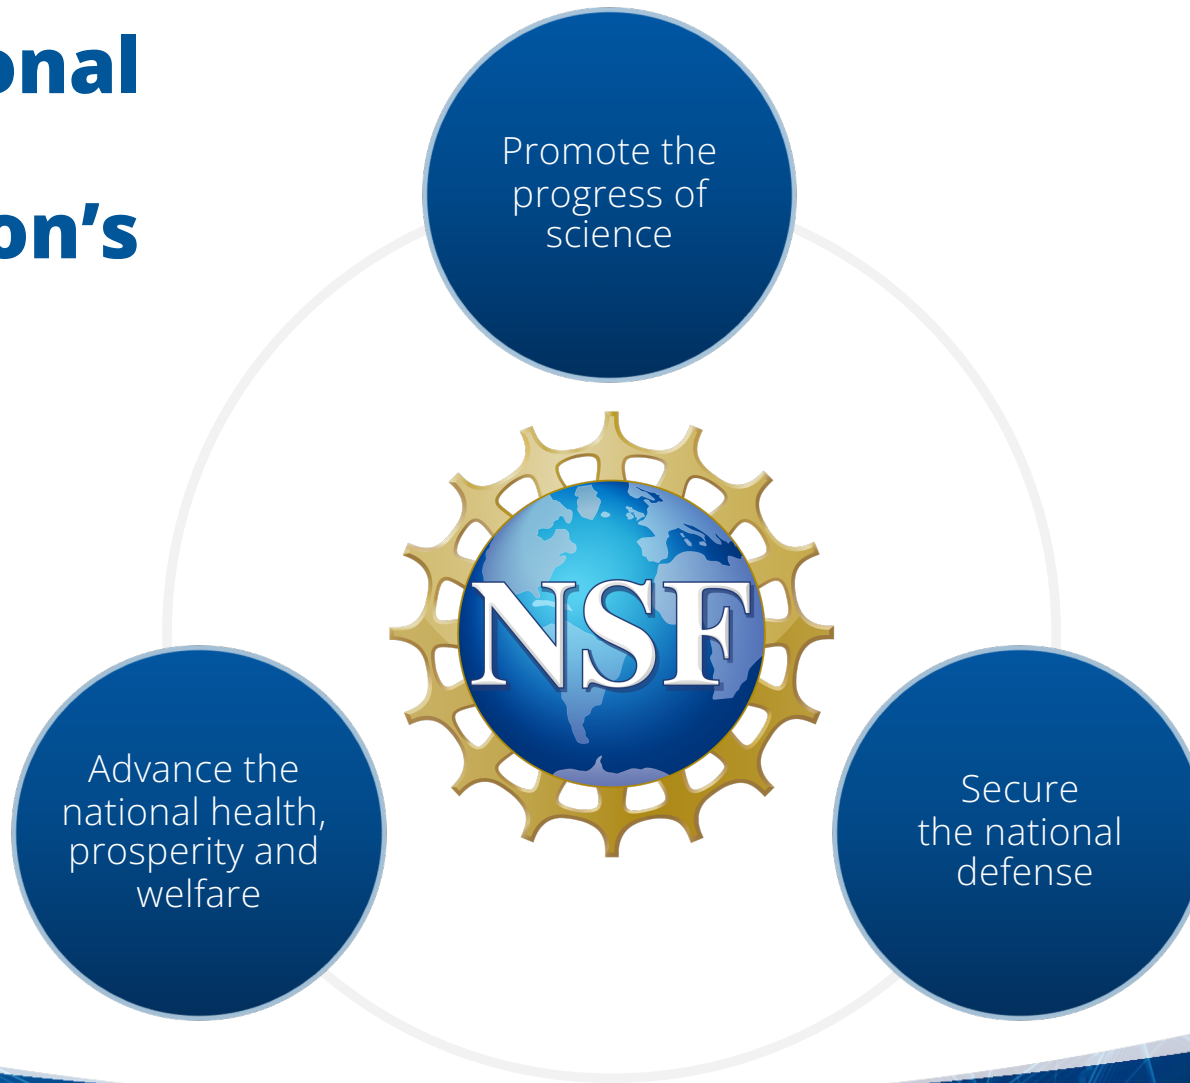 onal
on’s
Promote the
progress of
science
NSF
Advance the
national health,
prosperity and
welfare
Secure
the national
defense